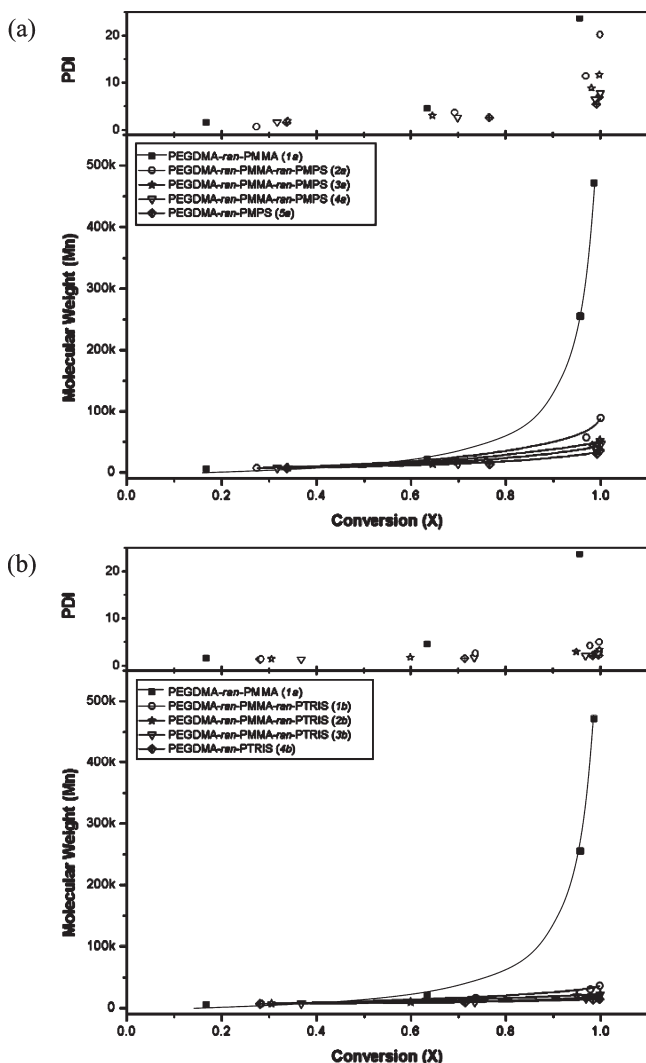 (a)
PDI
20
10
0
Molecular Weight (Mn)
500k
400k
300k
200k
100k
0
PEGDMA-ran-PMMA (1a)
PEGDMA-ran-PMMA-ran-PMPS (2a)
PEGDMA-ran-PMMA-ran-PMPS (3a)
PEGDMA-ran-PMMA-ran-PMPS (4a)
PEGDMA-ran-PMPS (5a)
0.0 0.2 0.4 0.6 0.8 1.0
Conversion (X)
(b)
PDI
20
10
0
Molecular Weight (Mn)
500k
400k
300k
200k
100k
0
PEGDMA-ran-PMMA (1a)
PEGDMA-ran-PMMA-ran-PTRIS (1b)
PEGDMA-ran-PMMA-ran-PTRIS (2b)
PEGDMA-ran-PMMA-ran-PTRIS (3b)
PEGDMA-ran-PTRIS (4b)
0.0 0.2 0.4 0.6 0.8 1.0
Conversion (X)